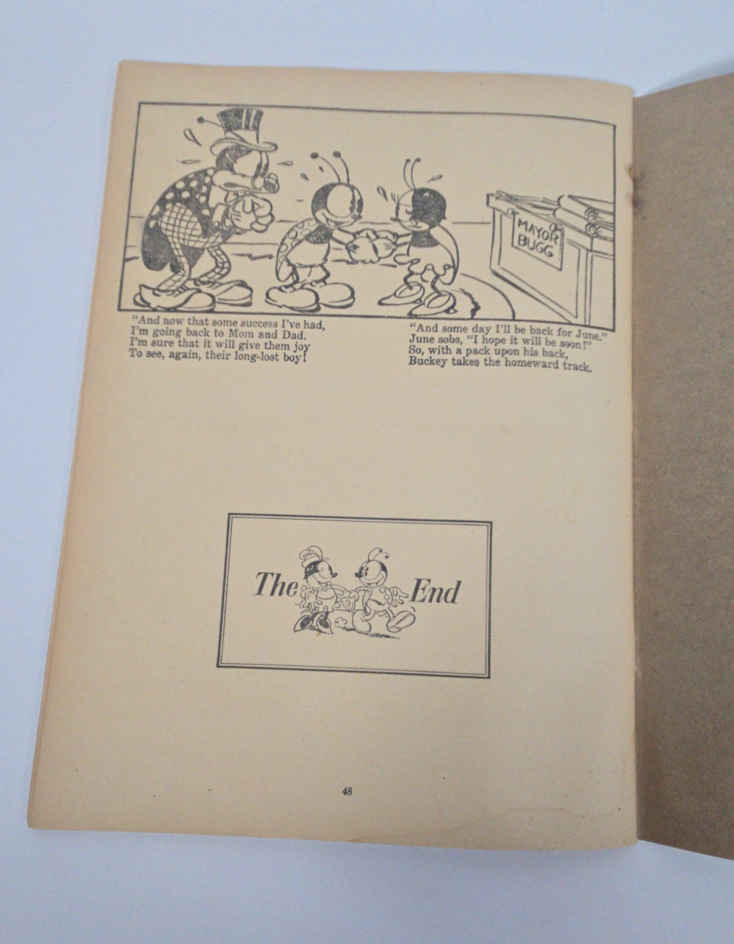 MAYOR
BUGG
"And now that some success I've had,
I'm going back to Mom and Dad.
I'm sure that it will give them joy
To see, again, their long-lost boy!
"And some day I'll be back for June."
June sobs, "I hope it will be soon!"
So, with a pack upon his back,
Buckey takes the homeward track.
The End
48